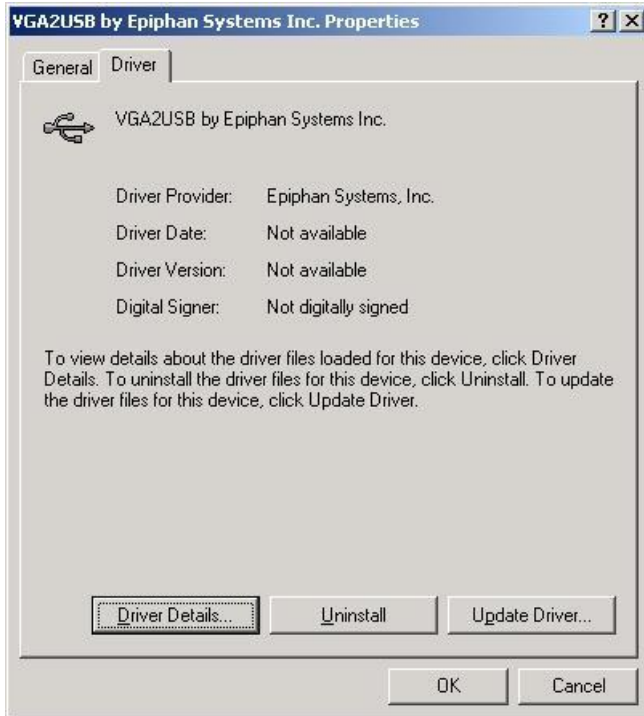 VGA2USB by Epiphan Systems Inc. Properties
General Driver
VGA2USB by Epiphan Systems Inc.
Driver Provider: Epiphan Systems, Inc.
Driver Date: Not available
Driver Version: Not available
Digital Signer: Not digitally signed
To view details about the driver files loaded for this device, click Driver
Details. To uninstall the driver files for this device, click Uninstall. To update
the driver files for this device, click Update Driver.
Driver Details... Uninstall Update Driver...
OK Cancel